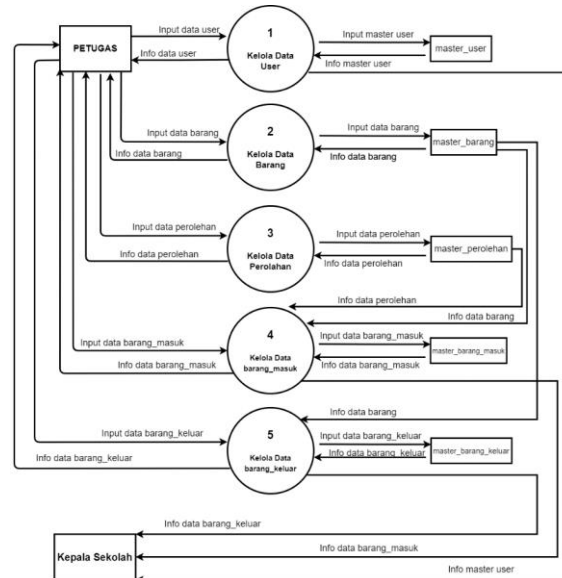 PETUGAS
Input data user
Info data user
1
Kelola Data
User
Input master user
Info master user
master_user
Input data barang
Info data barang
2
Kelola Data
Barang
Input data barang
Info data barang
master_barang
Input data perolehan
Info data perolehan
3
Kelola Data
Perolahan
Input data perolehan
Info data perolehan
master_perolehan
Info data perolehan
Info data barang
Input data barang_masuk
Info data barang_masuk
4
Kelola Data
barang_masuk
Input data barang_masuk
Info data barang_masuk
master_barang_masuk
Info data barang
Input data barang_keluar
Info data barang_keluar
5
Kelola Data
barang_keluar
Input data barang_keluar
Info data barang_keluar
master_barang_keluar
Info data barang_keluar
Kepala Sekolah
Info data barang_masuk
Info master user